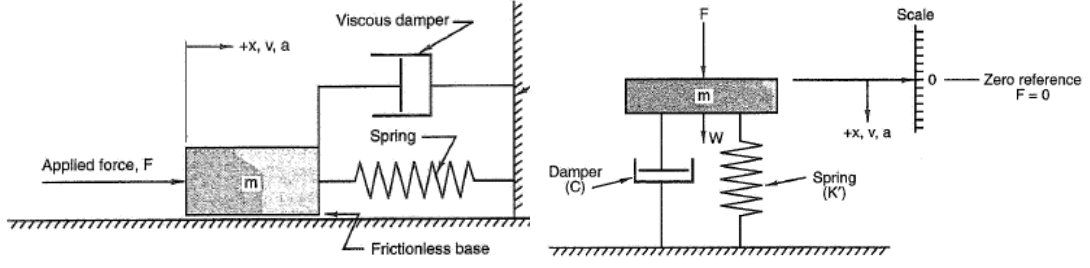 Viscous damper
+x, v, a
Spring
Applied force, F
m
Frictionless base
F
Scale
m
0
Zero reference
F = 0
+x, v, a
W
Damper
(C)
Spring
(K')